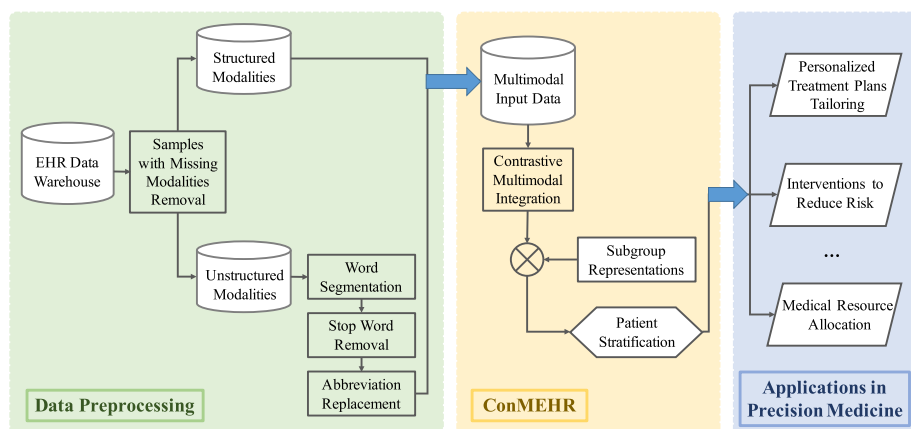 EHR Data
Warehouse
Samples
with Missing
Modalities
Removal
Structured
Modalities
Unstructured
Modalities
Word
Segmentation
Stop Word
Removal
Abbreviation
Replacement
Data Preprocessing
Multimodal
Input Data
Contrastive
Multimodal
Integration
Subgroup
Representations
Patient
Stratification
ConMEHR
Personalized
Treatment Plans
Tailoring
Interventions to
Reduce Risk
...
Medical Resource
Allocation
Applications in
Precision Medicine